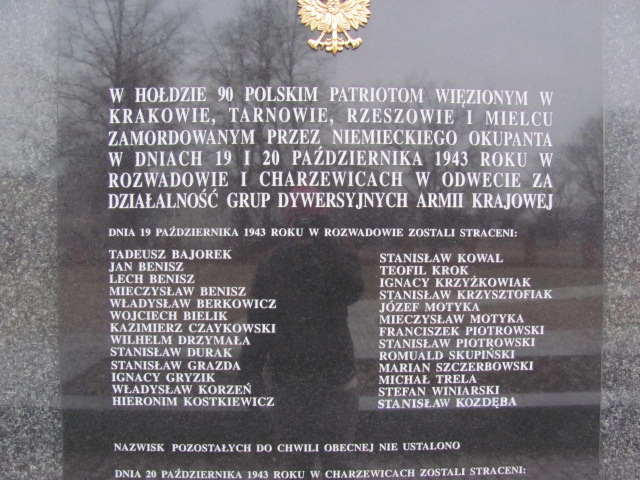 W HOŁDZIE 90 POLSKIM PATRIOTOM WIĘZIONYM W
KRAKOWIE, TARNOWIE, RZESZOWIE I MIELCU
ZAMORDOWANYM PRZEZ NIEMIECKIEGO OKUPANTA
W DNIACH 19 I 20 PAŹDZIERNIKA 1943 ROKU W
ROZWADOWIE I CHARZEWICACH W ODWECIE ZA
DZIAŁALNOŚĆ GRUP DYWERSYJNYCH ARMII KRAJOWEJ
DNIA 19 PAŹDZIERNIKA 1943 ROKU W ROZWADOWIE ZOSTALI STRACENI:
TADEUSZ BAJOREK
JAN BENISZ
LECH BENISZ
MIECZYSŁAW BENISZ
WŁADYSŁAW BERKOWICZ
WOJCIECH BIELIK
KAZIMIERZ CZAYKOWSKI
WILHELM DRZYMAŁA
STANISŁAW DURAK
STANISŁAW GRAZDA
IGNACY GRYZIK
WŁADYSŁAW KORZEŃ
HIERONIM KOSTKIEWICZ
STANISŁAW KOWAL
TEOFIL KROK
IGNACY KRZYŻKOWIAK
STANISŁAW KRZYSZTOFIAK
JÓZEF MOTYKA
MIECZYSŁAW MOTYKA
FRANCISZEK PIOTROWSKI
STANISŁAW PIOTROWSKI
ROMUALD SKUPIŃSKI
MARIAN SZCZERBOWSKI
MICHAŁ TRELA
STEFAN WINIARSKI
STANISŁAW KOZDĘBA
NAZWISK POZOSTAŁYCH DO CHWILI OBECNEJ NIE USTALONO
DNIA 20 PAŹDZIERNIKA 1943 ROKU W CHARZEWICACH ZOSTALI STRACENI: